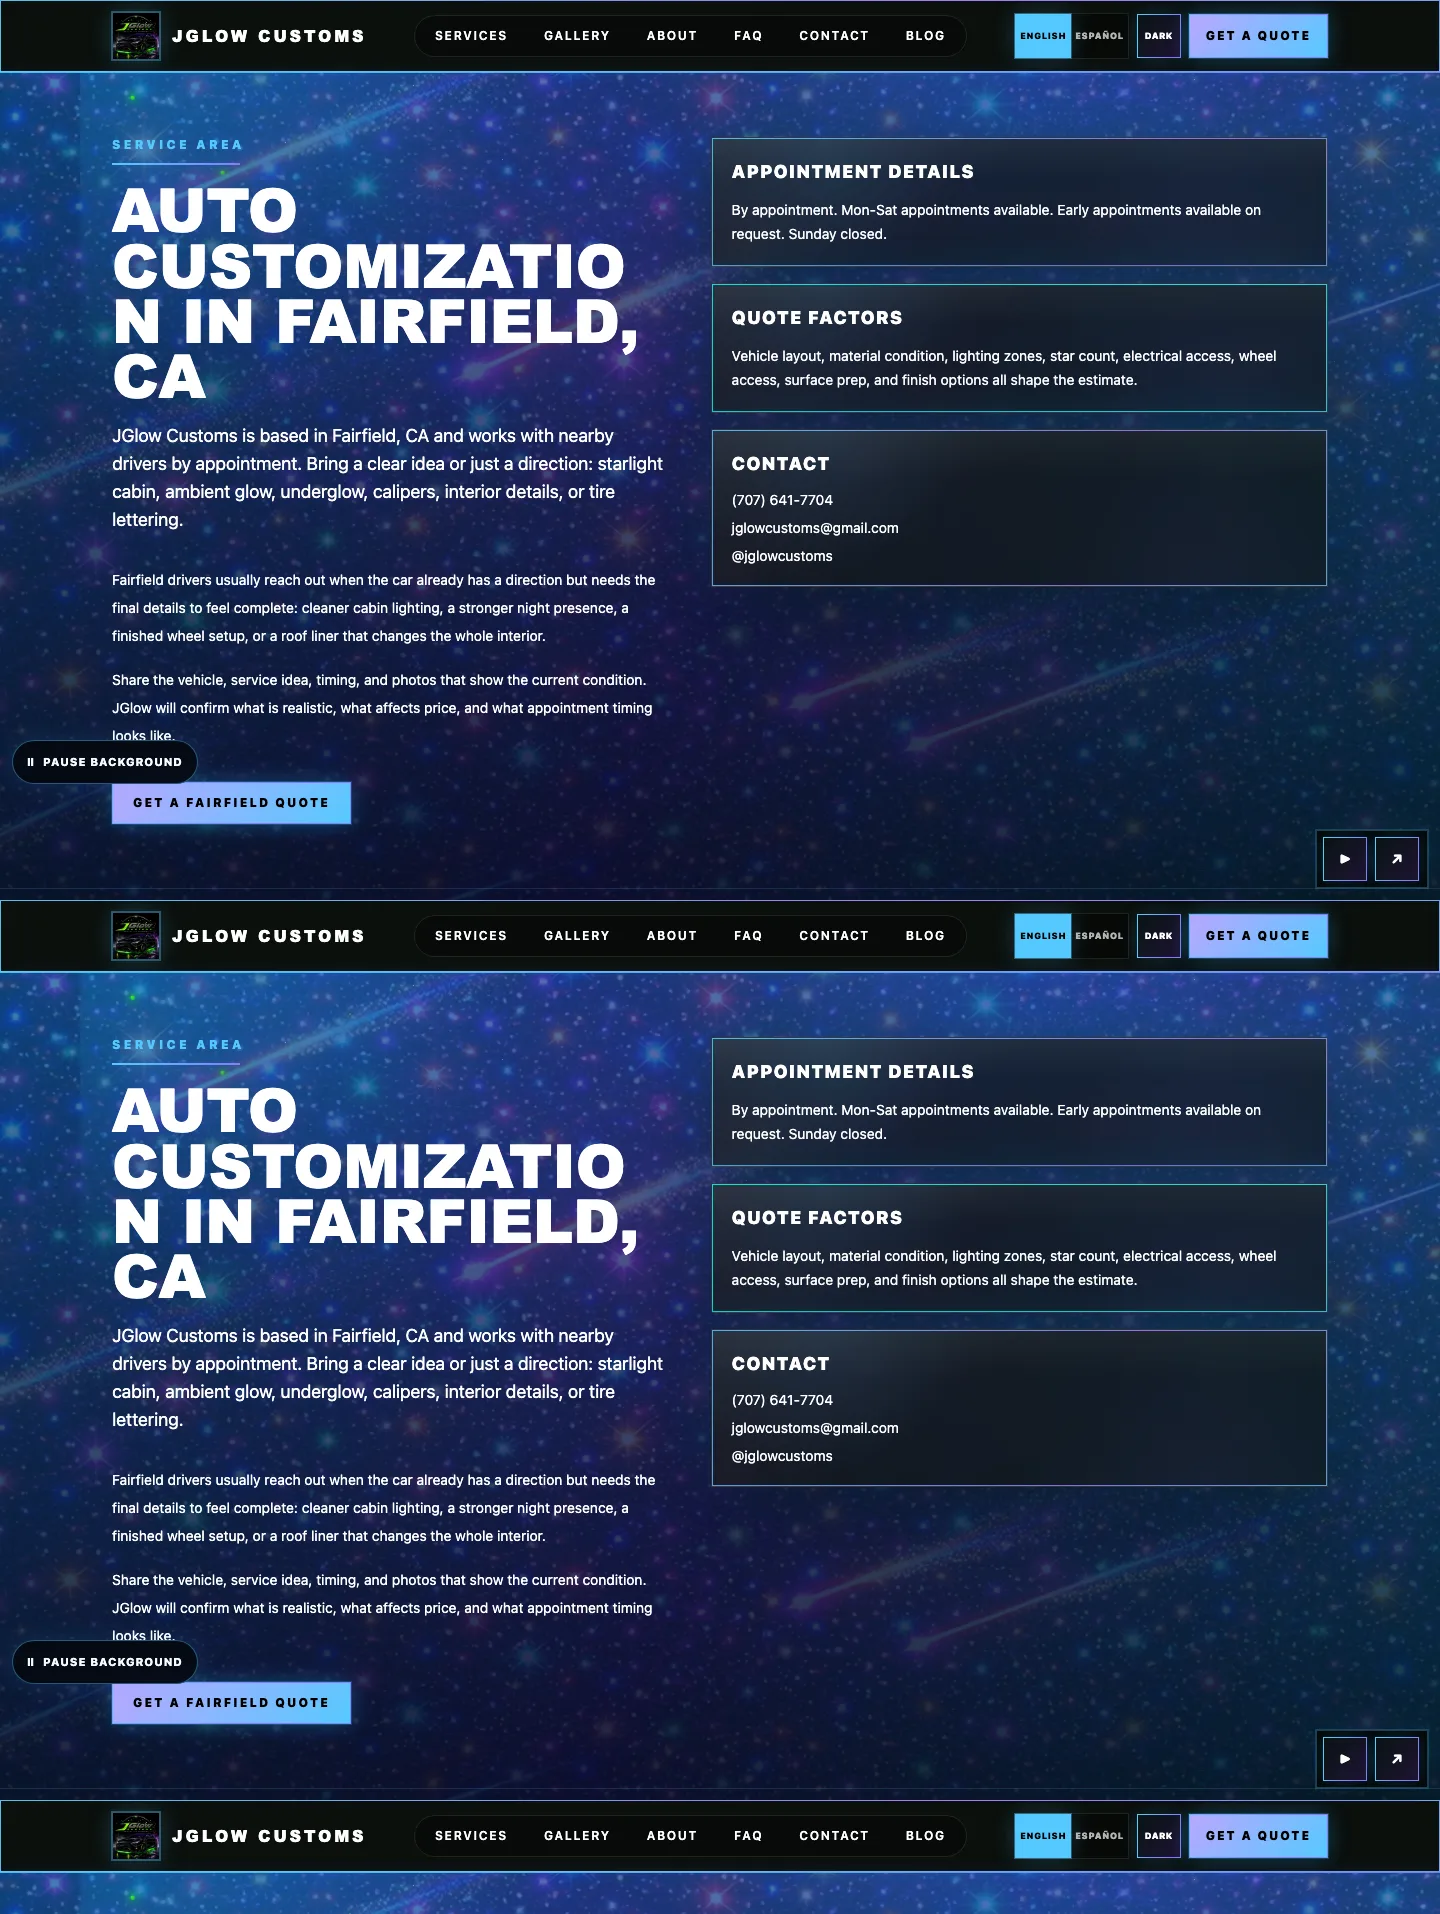 JGLOW CUSTOMS
SERVICES GALLERY ABOUT FAQ CONTACT BLOG
ENGLISH ESPAÑOL
DARK
GET A QUOTE
SERVICE AREA
AUTO
CUSTOMIZATIO
N IN FAIRFIELD,
CA
JGlow Customs is based in Fairfield, CA and works with nearby
drivers by appointment. Bring a clear idea or just a direction: starlight
cabin, ambient glow, underglow, calipers, interior details, or tire
lettering.
Fairfield drivers usually reach out when the car already has a direction but needs the
final details to feel complete: cleaner cabin lighting, a stronger night presence, a
finished wheel setup, or a roof liner that changes the whole interior.
Share the vehicle, service idea, timing, and photos that show the current condition.
JGlow will confirm what is realistic, what affects price, and what appointment timing
looks like.
PAUSE BACKGROUND
GET A FAIRFIELD QUOTE
APPOINTMENT DETAILS
By appointment. Mon-Sat appointments available. Early appointments available on
request. Sunday closed.
QUOTE FACTORS
Vehicle layout, material condition, lighting zones, star count, electrical access, wheel
access, surface prep, and finish options all shape the estimate.
CONTACT
(707) 641-7704
jglowcustoms@gmail.com
@jglowcustoms
JGLOW CUSTOMS
SERVICES GALLERY ABOUT FAQ CONTACT BLOG
ENGLISH ESPAÑOL
DARK
GET A QUOTE
SERVICE AREA
AUTO
CUSTOMIZATIO
N IN FAIRFIELD,
CA
JGlow Customs is based in Fairfield, CA and works with nearby
drivers by appointment. Bring a clear idea or just a direction: starlight
cabin, ambient glow, underglow, calipers, interior details, or tire
lettering.
Fairfield drivers usually reach out when the car already has a direction but needs the
final details to feel complete: cleaner cabin lighting, a stronger night presence, a
finished wheel setup, or a roof liner that changes the whole interior.
Share the vehicle, service idea, timing, and photos that show the current condition.
JGlow will confirm what is realistic, what affects price, and what appointment timing
looks like.
PAUSE BACKGROUND
GET A FAIRFIELD QUOTE
APPOINTMENT DETAILS
By appointment. Mon-Sat appointments available. Early appointments available on
request. Sunday closed.
QUOTE FACTORS
Vehicle layout, material condition, lighting zones, star count, electrical access, wheel
access, surface prep, and finish options all shape the estimate.
CONTACT
(707) 641-7704
jglowcustoms@gmail.com
@jglowcustoms
JGLOW CUSTOMS
SERVICES GALLERY ABOUT FAQ CONTACT BLOG
ENGLISH ESPAÑOL
DARK
GET A QUOTE